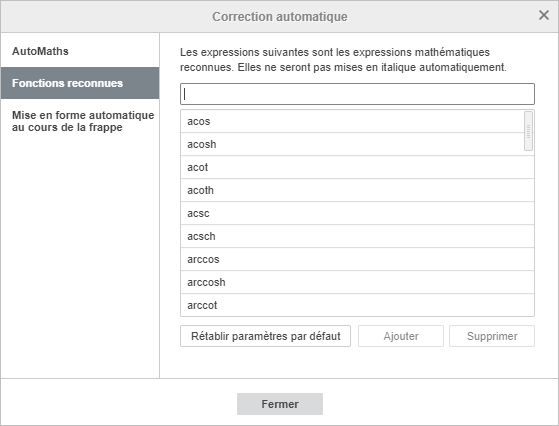 Correction automatique
AutoMaths
Fonctions reconnues
Mise en forme automatique
au cours de la frappe
Les expressions suivantes sont les expressions mathématiques
reconnues. Elles ne seront pas mises en italique automatiquement.
acos
acosh
acot
acoth
acsc
acsch
arccos
arccosh
arccot
Rétablir paramètres par défaut
Ajouter
Supprimer
Fermer